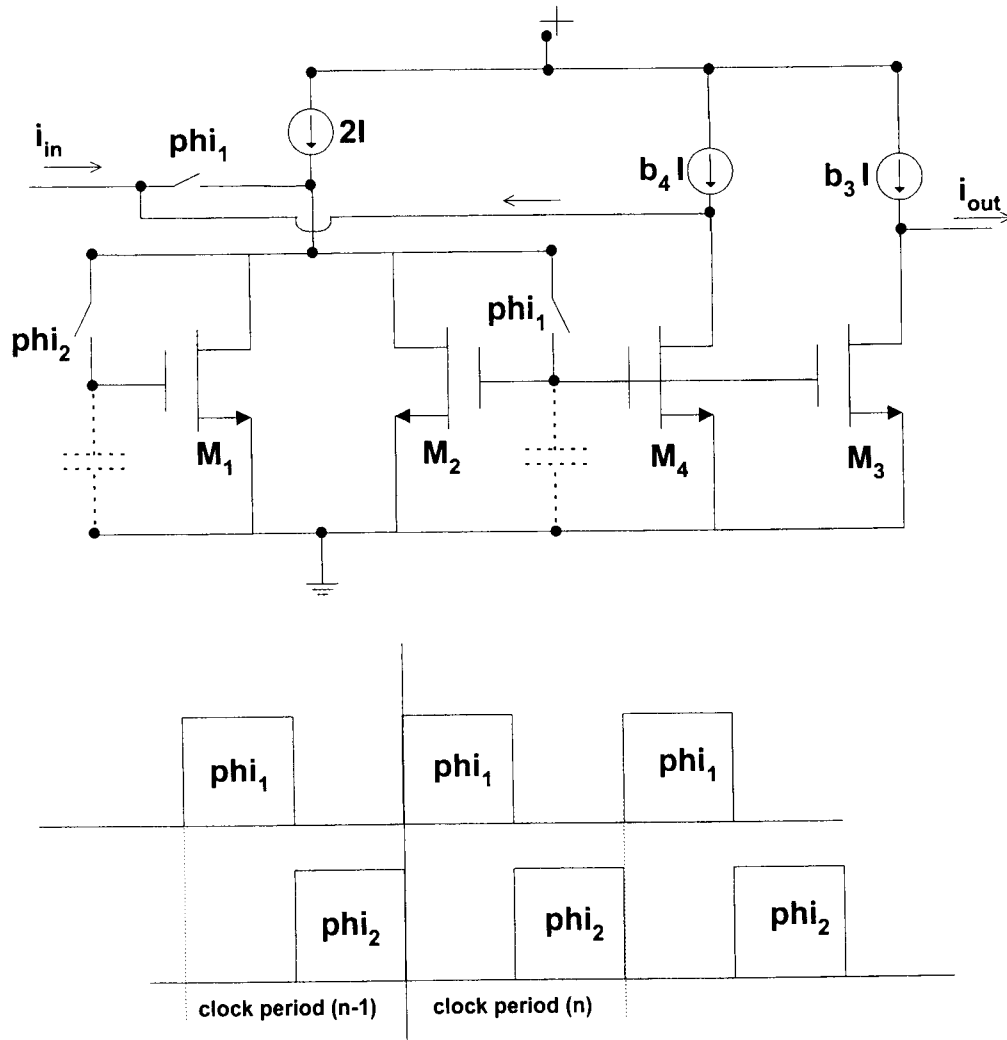 +
i_in
phi_1
2I
b_4 I
b_3 I
i_out
phi_2
phi_1
M_1
M_2
M_4
M_3
phi_1
phi_1
phi_1
phi_2
phi_2
phi_2
clock period (n-1)
clock period (n)